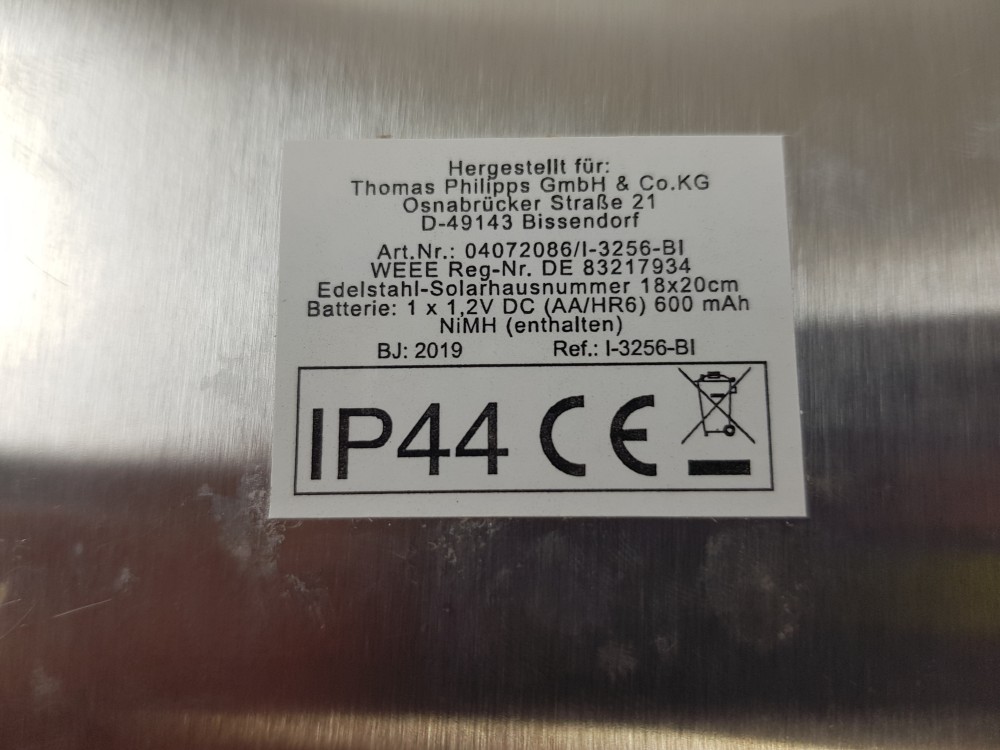 Hergestellt für:
Thomas Philipps GmbH & Co.KG
Osnabrücker Straße 21
D-49143 Bissendorf
Art.Nr.: 04072086/I-3256-BI
WEEE Reg-Nr. DE 83217934
Edelstahl-Solarhausnummer 18x20cm
Batterie: 1 x 1,2V DC (AA/HR6) 600 mAh
NiMH (enthalten)
BJ: 2019 Ref.: I-3256-BI
IP44 CE